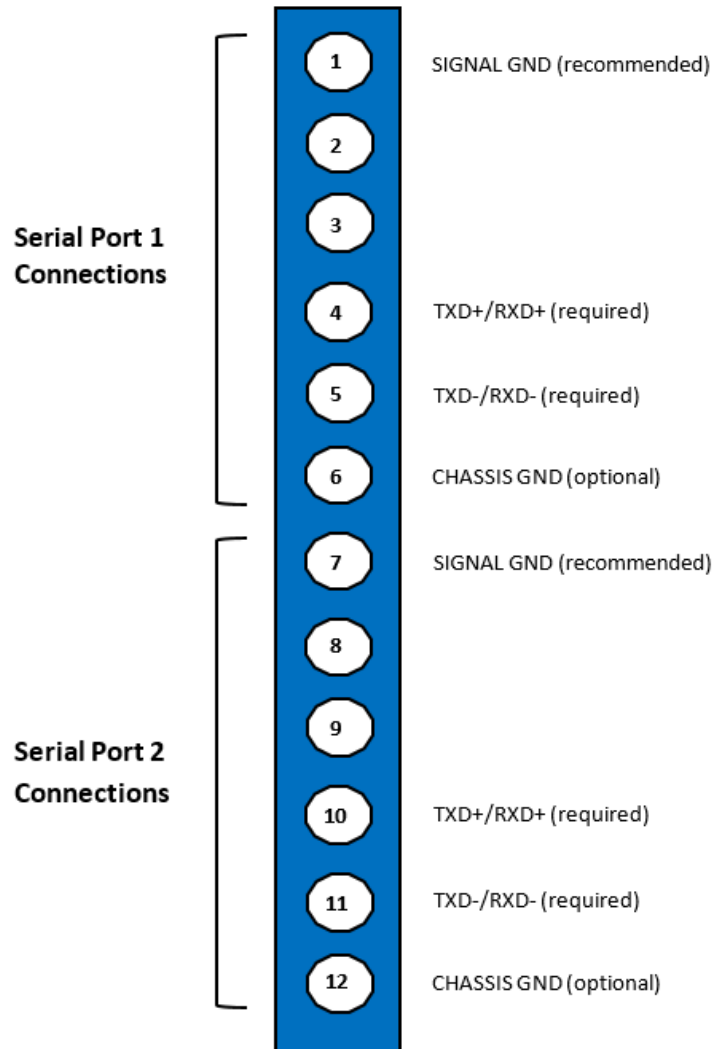 1 SIGNAL GND (recommended)
2
3
Serial Port 1
Connections
4 TXD+/RXD+ (required)
5 TXD-/RXD- (required)
6 CHASSIS GND (optional)
7 SIGNAL GND (recommended)
8
9
Serial Port 2
Connections
10 TXD+/RXD+ (required)
11 TXD-/RXD- (required)
12 CHASSIS GND (optional)